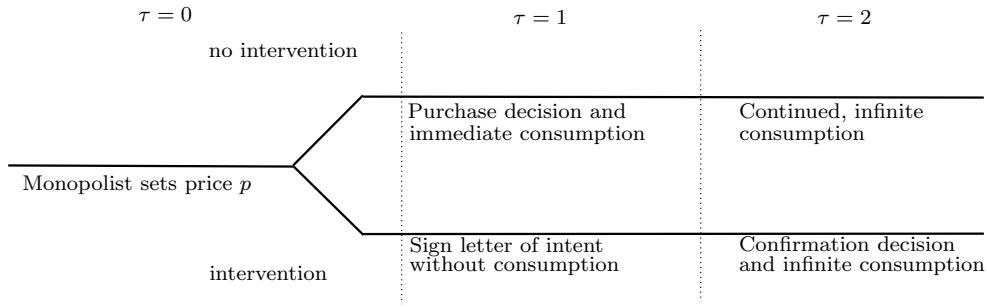 τ = 0
τ = 1
τ = 2
no intervention
Purchase decision and
immediate consumption
Continued, infinite
consumption
Monopolist sets price p
Sign letter of intent
without consumption
Confirmation decision
and infinite consumption
intervention